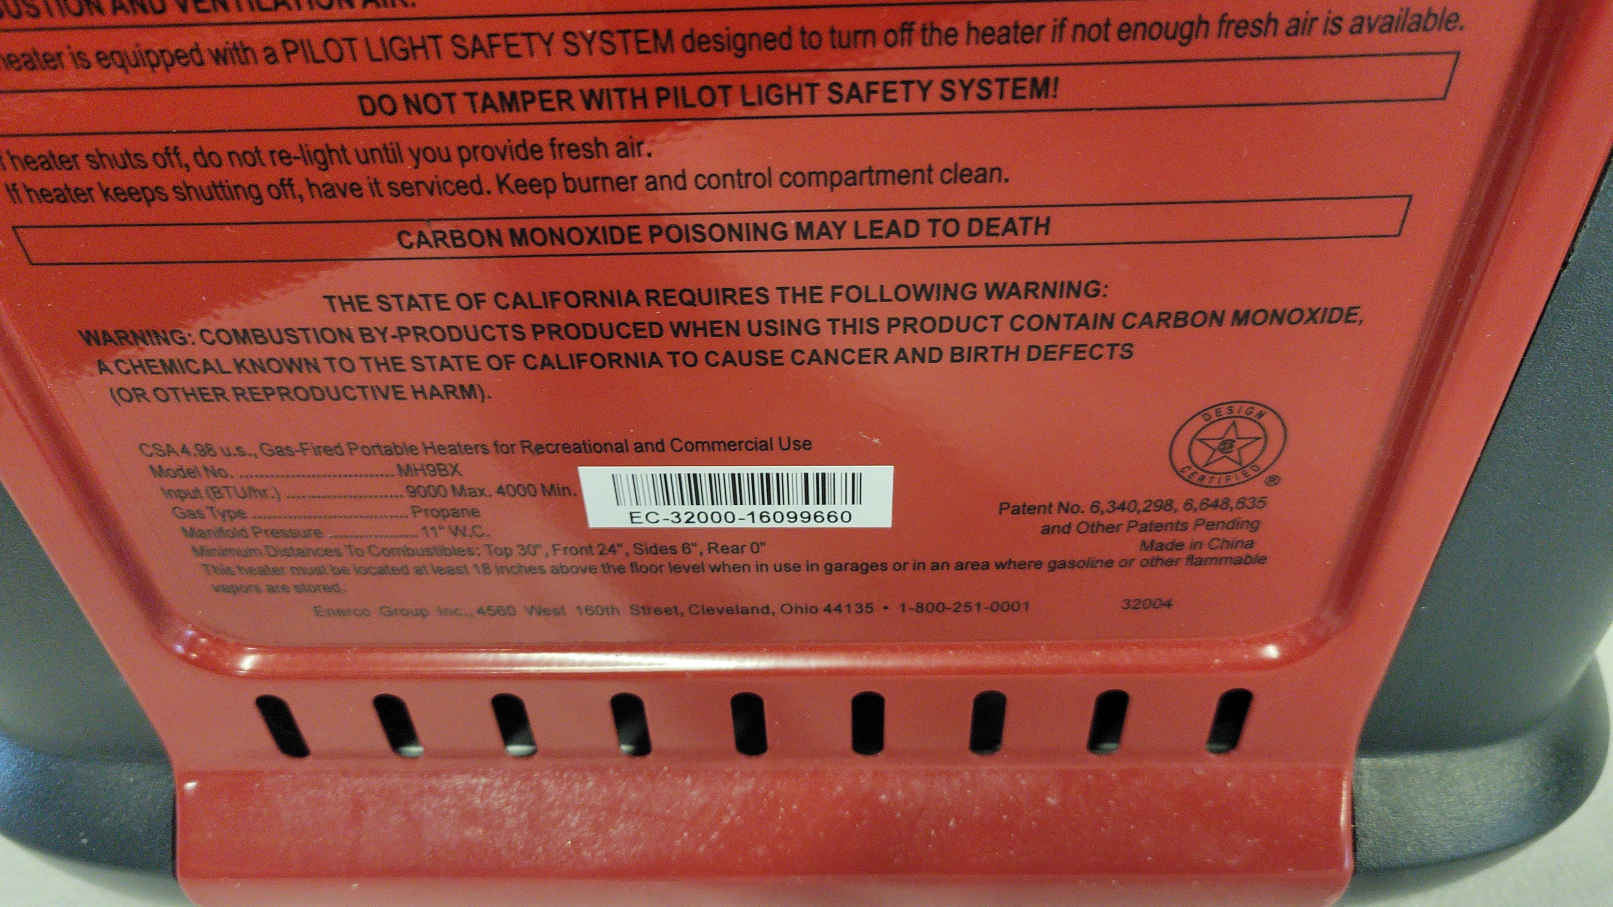 BUSTION AND VENTILATION AIR.
heater is equipped with a PILOT LIGHT SAFETY SYSTEM designed to turn off the heater if not enough fresh air is available.
DO NOT TAMPER WITH PILOT LIGHT SAFETY SYSTEM!
f heater shuts off, do not re-light until you provide fresh air.
If heater keeps shutting off, have it serviced. Keep burner and control compartment clean.
CARBON MONOXIDE POISONING MAY LEAD TO DEATH
THE STATE OF CALIFORNIA REQUIRES THE FOLLOWING WARNING:
WARNING: COMBUSTION BY-PRODUCTS PRODUCED WHEN USING THIS PRODUCT CONTAIN CARBON MONOXIDE,
A CHEMICAL KNOWN TO THE STATE OF CALIFORNIA TO CAUSE CANCER AND BIRTH DEFECTS
(OR OTHER REPRODUCTIVE HARM).
CSA 4.98 u.s., Gas-Fired Portable Heaters for Recreational and Commercial Use
Model No. ............................. MH9BX
Input (BTU/hr.) ...................... 9000 Max. 4000 Min.
Gas Type ............................. Propane
Manifold Pressure ................. 11" W.C.
EC-32000-16099660
DESIGN
CERTIFIED ®
Patent No. 6,340,298, 6,648,635
and Other Patents Pending
Made in China
Minimum Distances To Combustibles: Top 30", Front 24", Sides 6", Rear 0"
This heater must be located at least 18 inches above the floor level when in use in garages or in an area where gasoline or other flammable
vapors are stored.
Enerco Group Inc., 4560 West 160th Street, Cleveland, Ohio 44135 • 1-800-251-0001 32004